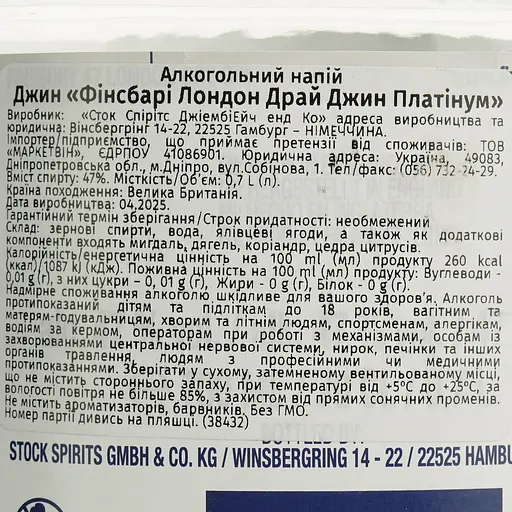 Алкогольний напій
Джин «Фінсбарі Лондон Драй Джин Платінум»
Виробник: «Сток Спірітс ДжіембіЕйч енд Ко» адреса виробництва та
юридична: Вінсбергрінг 14-22, 22525 Гамбург – НІМЕЧЧИНА.
Імпортер/підприємство, що приймає претензії від споживачів: ТОВ
«МАРКЕТВІН», ЄДРПОУ 41086901. Юридична адреса: Україна, 49083,
Дніпропетровська обл., м.Дніпро, вул.Собінова, 1. Тел/факс: (056) 732-24-29.
Вміст спирту: 47%. Місткість/Об'єм: 0,7 L (л).
Країна походження: Велика Британія.
Дата виробництва: 04.2025.
Гарантійний термін зберігання/Строк придатності: необмежений
Склад: зернові спирти, вода, ялівцеві ягоди, а також як додаткові
компоненти входять мигдаль, дягель, коріандр, цедра цитрусів.
Калорійність/енергетична цінність на 100 ml (мл) продукту 260 kcal
(ккал)/1087 kJ (кДж). Поживна цінність на 100 ml (мл) продукту: Вуглеводи -
0,01 g(г), з них цукри – 0, 01g (г), Жири - 0 g (г), Білок - 0 g (г).
Надмірне споживання алкоголю шкідливе для вашого здоров'я. Алкоголь
протипоказаний дітям та підліткам до 18 років, вагітним та
матерям-годувальницям, хворим та літнім людям, спортсменам, алергікам,
водіям за кермом, операторам при роботі з механізмами, особам із
захворюваннями центральної нервової системи, нирок, печінки та інших
органів травлення, людям з професійними чи медичними
протипоказаннями. Зберігати у сухому, затемненому вентильованому місці,
що не містить стороннього запаху, при температурі від +5°C до +25°C, за
вологості повітря не більше 85%, з захистом від прямих сонячних променів.
Не містить ароматизаторів, барвників. Без ГМО.
Номер партії дивись на пляшці. (38432)
BOTTLED BY
STOCK SPIRITS GMBH & CO. KG / WINSBERGRING 14 - 22 / 22525 HAMBU